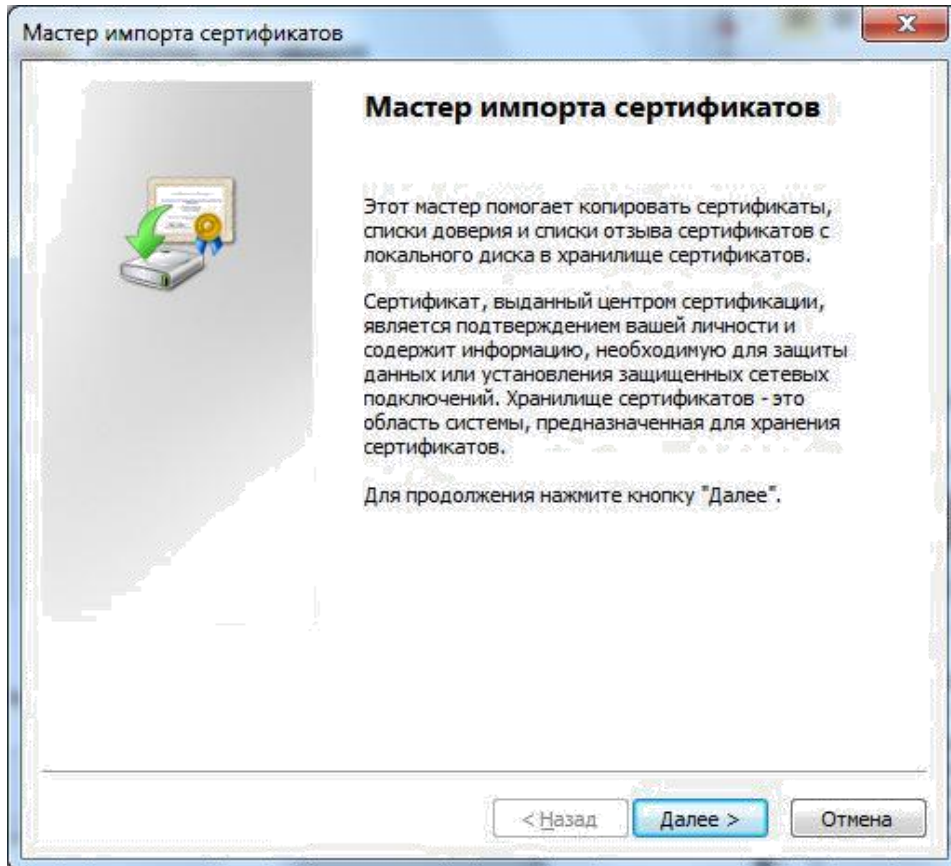 Мастер импорта сертификатов
Мастер импорта сертификатов
Этот мастер помогает копировать сертификаты,
списки доверия и списки отзыва сертификатов с
локального диска в хранилище сертификатов.
Сертификат, выданный центром сертификации,
является подтверждением вашей личности и
содержит информацию, необходимую для защиты
данных или установления защищенных сетевых
подключений. Хранилище сертификатов - это
область системы, предназначенная для хранения
сертификатов.
Для продолжения нажмите кнопку "Далее".
< Назад
Далее >
Отмена